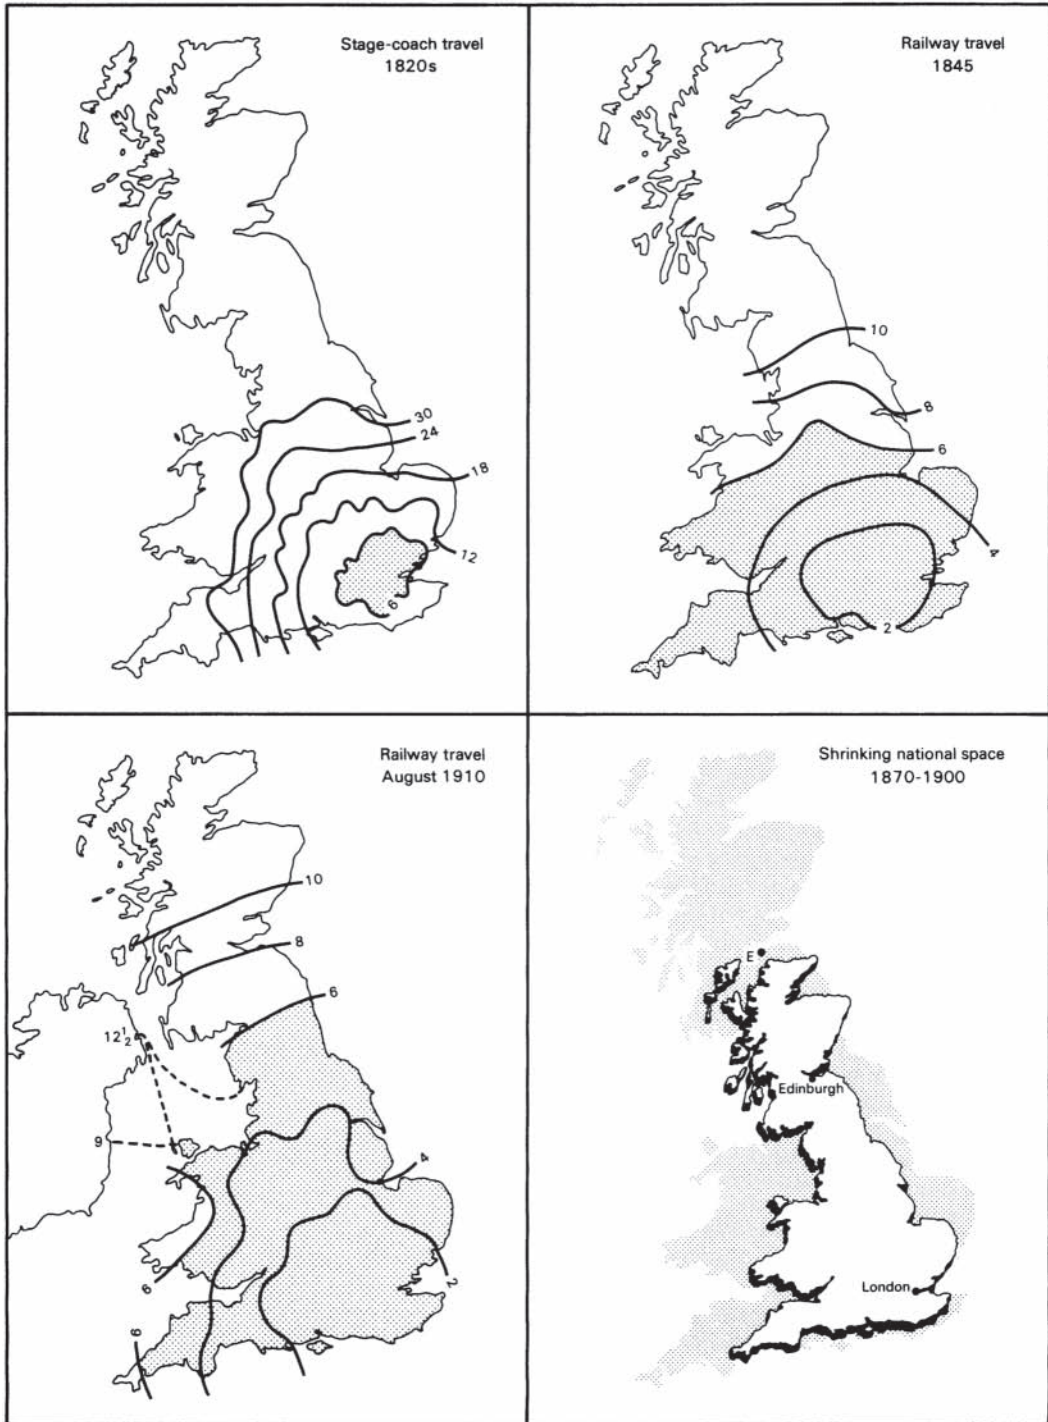 Stage-coach travel
1820s
30
24
18
12
6
Railway travel
1845
10
8
6
4
2
Railway travel
August 1910
10
8
6
12½
9
4
6
2
6
Shrinking national space
1870-1900
E
Edinburgh
London